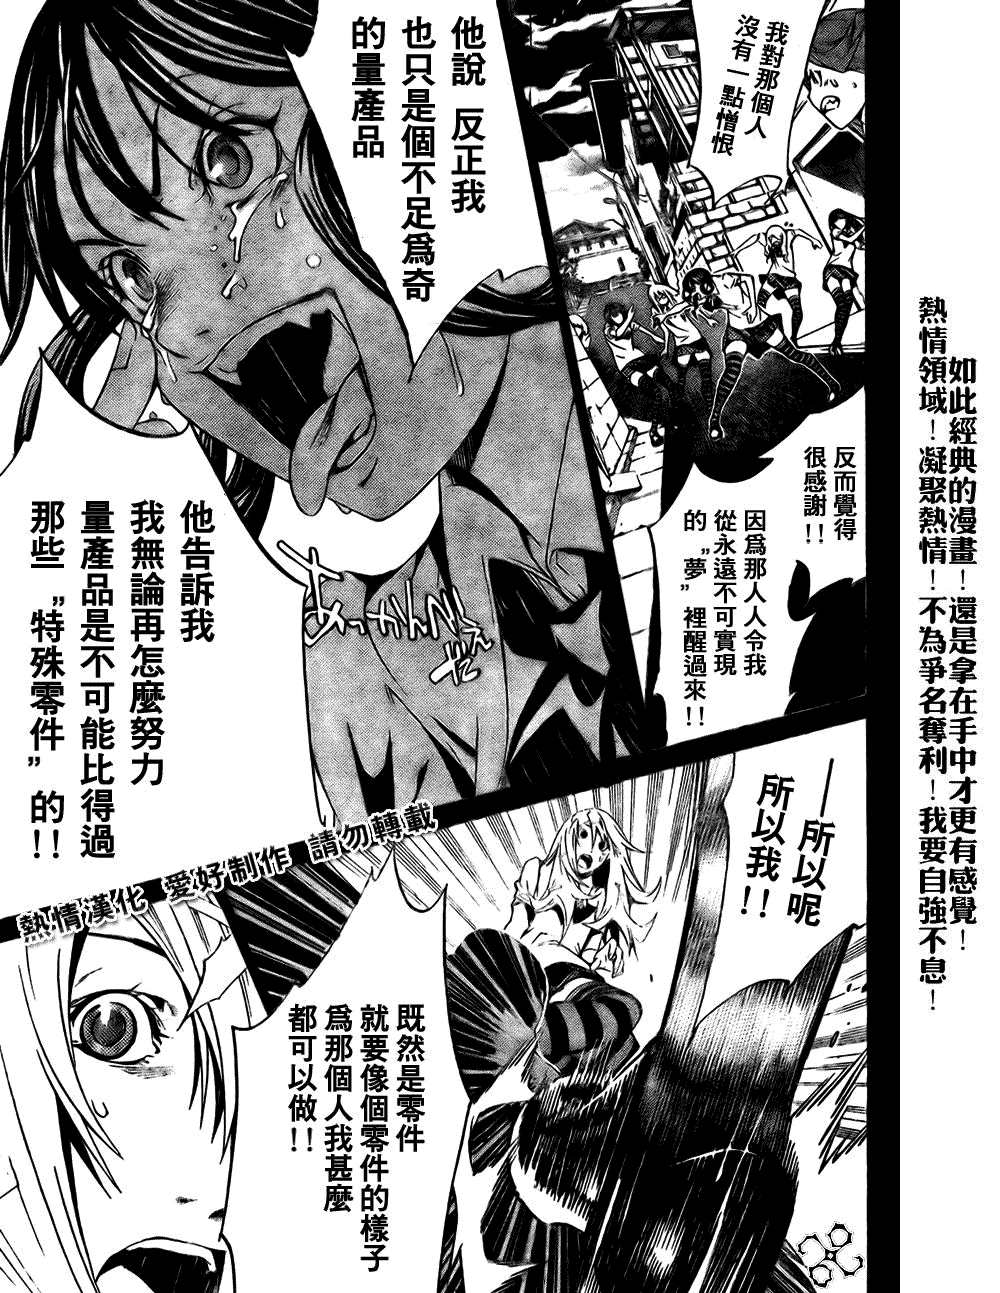 我對那個人
沒有一點憎恨
反而覺得
很感謝!!
因爲那人令我
從永遠不可實現
的〝夢〞裡醒過來!!
他說 反正我
也只是個不足爲奇
的量產品
他告訴我
我無論再怎麼努力
量產品是不可能比得過
那些〝特殊零件〞的!!
あっかんべぇだ
—所以呢
所以我!!
既然是零件
就要像個零件的樣子
爲那個人我甚麼
都可以做!!
熱情漢化 愛好制作 請勿轉載
如此經典的漫畫!還是拿在手中才更有感覺!
熱情領域!凝聚熱情!不為爭名奪利!我要自強不息!